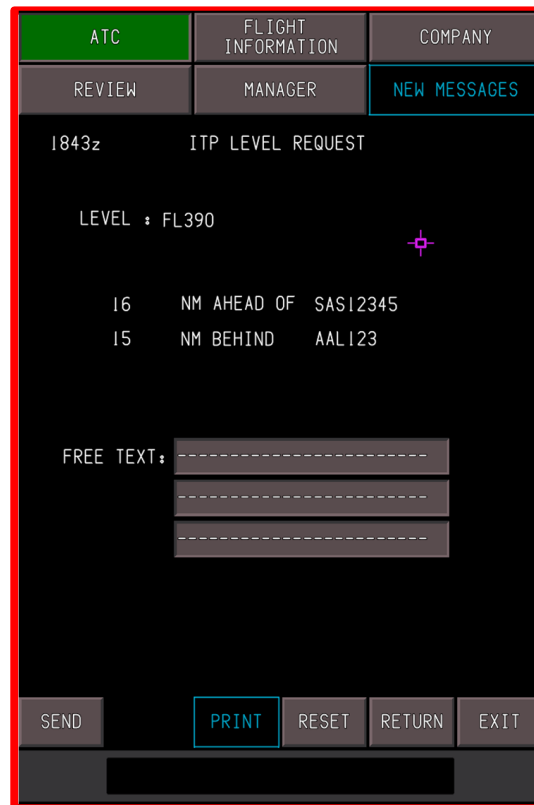 ATC FLIGHT INFORMATION COMPANY
REVIEW MANAGER NEW MESSAGES
1843z ITP LEVEL REQUEST
LEVEL : FL390
16 NM AHEAD OF SAS12345
15 NM BEHIND AAL123
FREE TEXT: --------------------------
--------------------------
--------------------------
SEND PRINT RESET RETURN EXIT